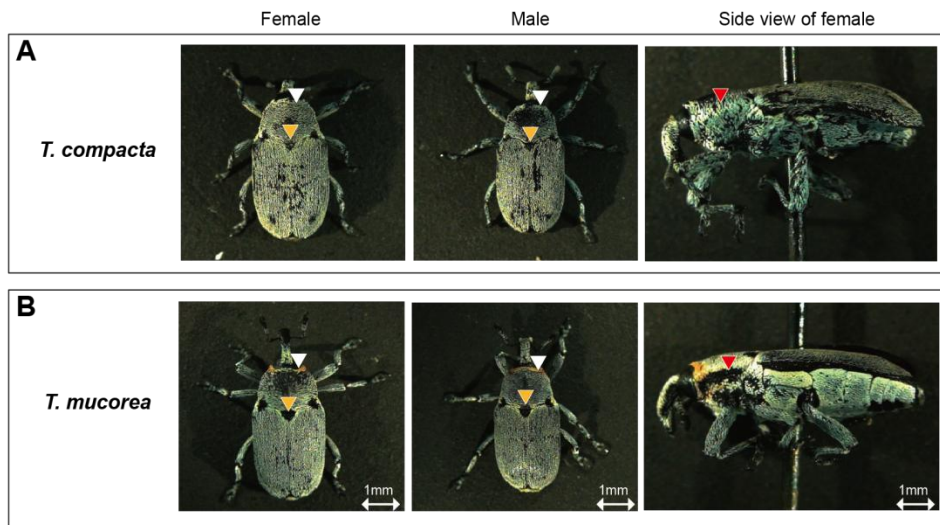 Female Male Side view of female
A
T. compacta
B
T. mucorea
1mm 1mm 1mm